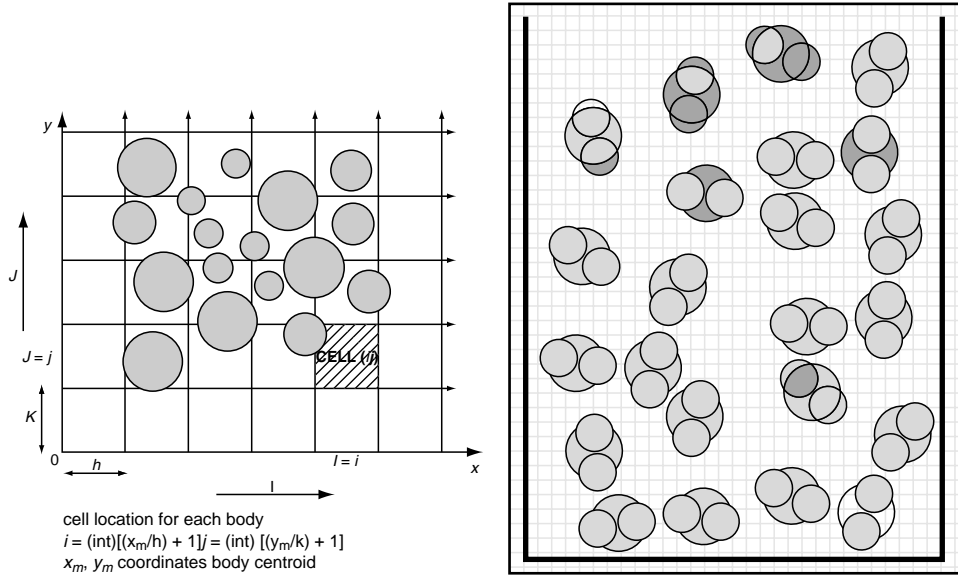 y
J
J = j
CELL (ij)
K
0
h
I = i
x
I
cell location for each body
i = (int)[(xm/h) + 1]j = (int) [(ym/k) + 1]
xm, ym coordinates body centroid